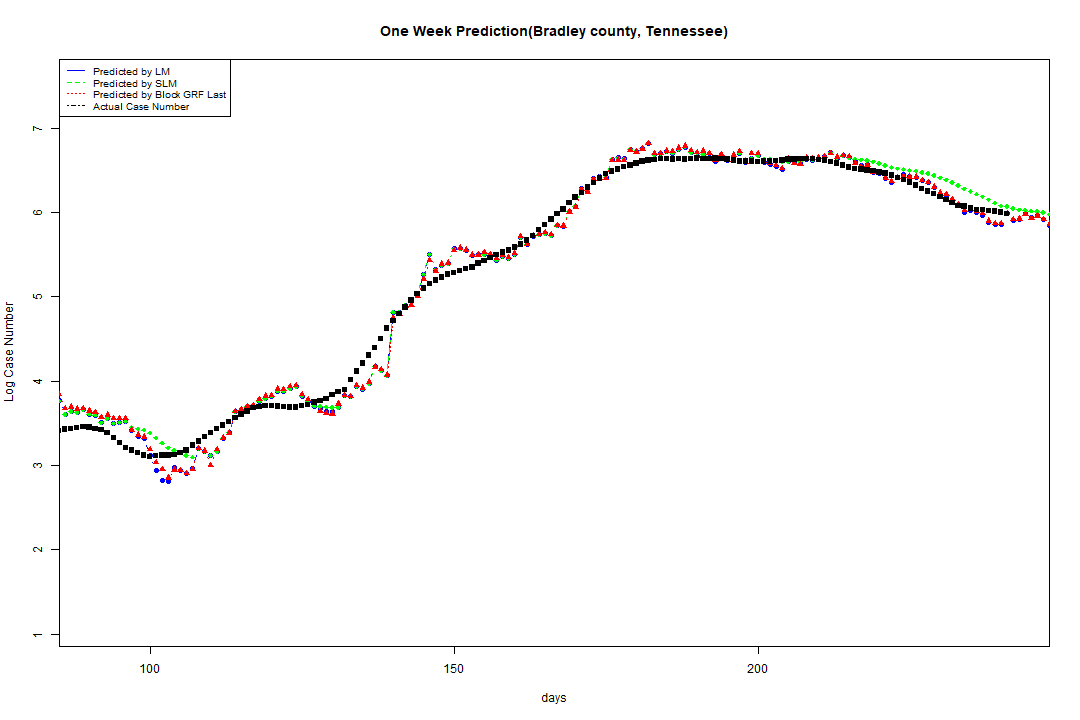 One Week Prediction(Bradley county, Tennessee)
Predicted by LM
Predicted by SLM
Predicted by Block GRF Last
Actual Case Number
7
6
5
4
3
2
1
Log Case Number
100 150 200
days